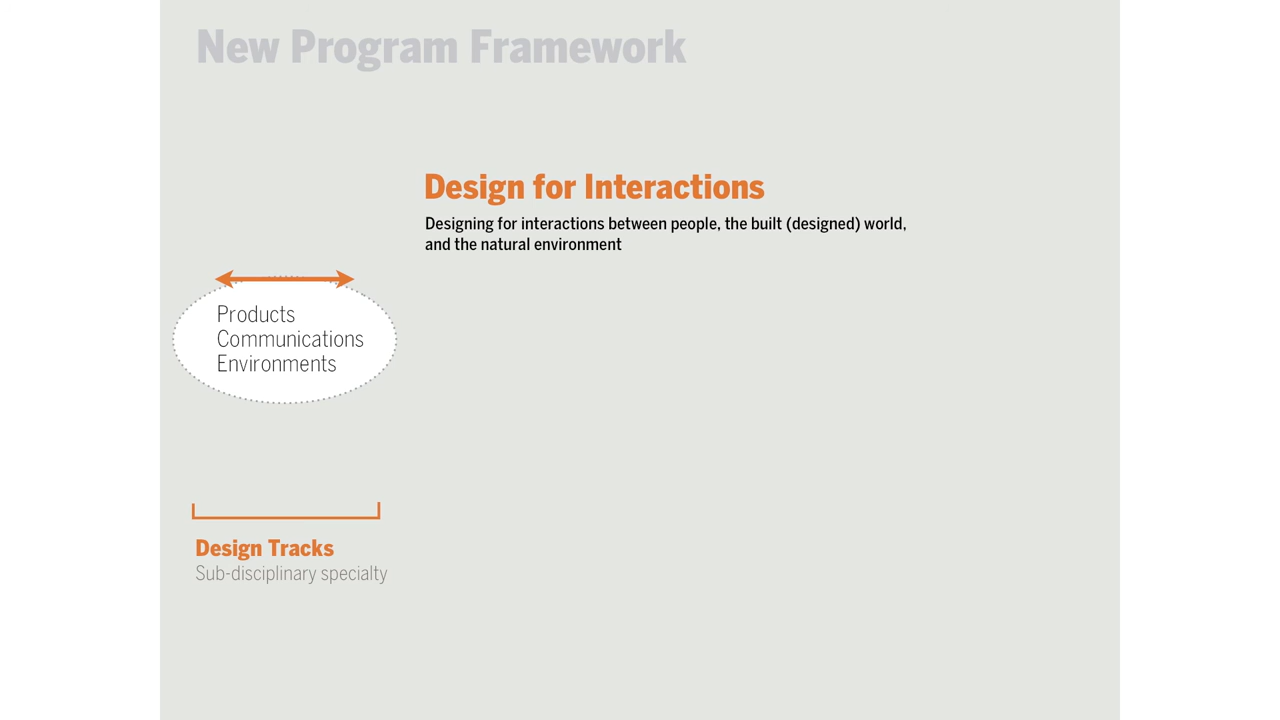 New Program Framework
Design for Interactions
Designing for interactions between people, the built (designed) world,
and the natural environment
Products
Communications
Environments
Design Tracks
Sub-disciplinary specialty